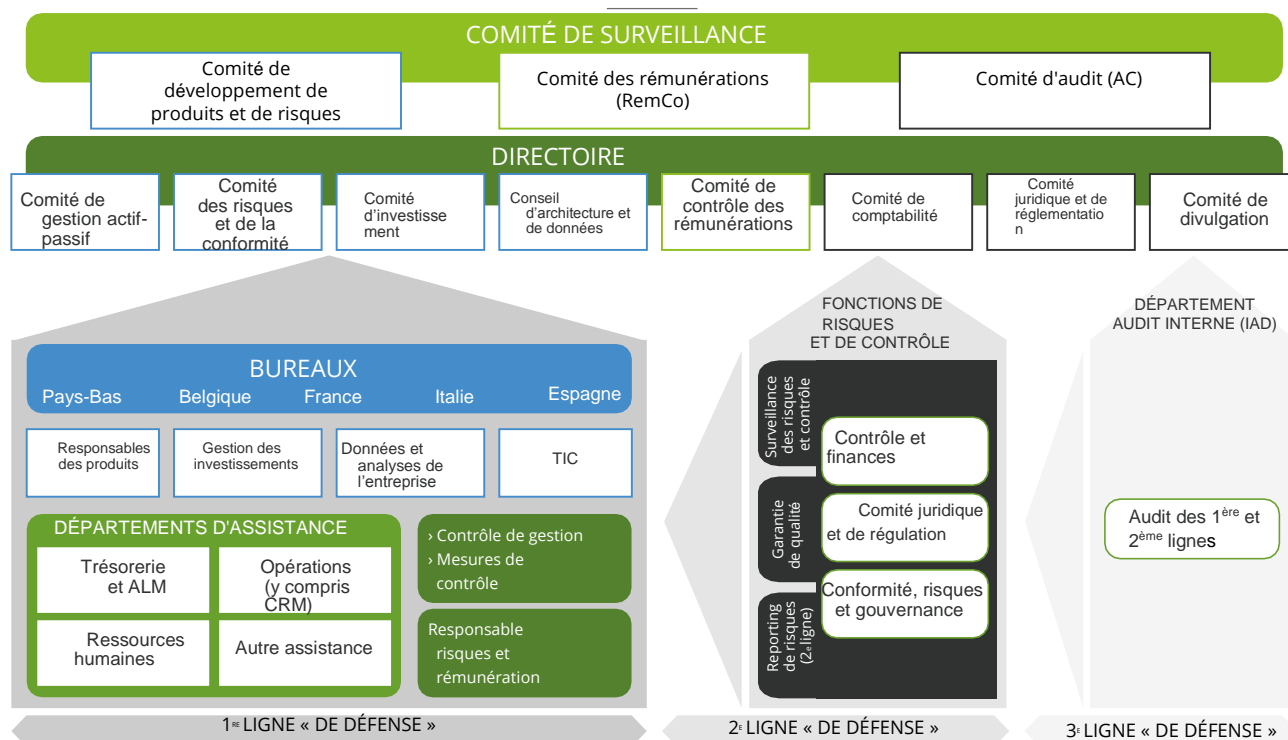 COMITÉ DE SURVEILLANCE
Comité de
développement de
produits et de risques
Comité des rémunérations
(RemCo)
Comité d'audit (AC)
DIRECTOIRE
Comité de
gestion actif-
passif
Comité
des risques
et de la
conformité
Comité
d'investisse
ment
Conseil
d'architecture et
de données
Comité de
contrôle des
rémunérations
Comité de
comptabilité
Comité
juridique et de
réglementatio
n
Comité de
divulgation
BUREAUX
Pays-Bas
Belgique
France
Italie
Espagne
Responsables
des produits
Gestion des
investissements
Données et
analyses de
l'entreprise
TIC
DÉPARTEMENTS D'ASSISTANCE
Trésorerie
et ALM
Opérations
(y compris
CRM)
Ressources
humaines
Autre assistance
› Contrôle de gestion
› Mesures de
contrôle
Responsable
risques et
rémunération
1RE LIGNE « DE DÉFENSE »
FONCTIONS DE
RISQUES
ET DE CONTRÔLE
Surveillance
des risques
et contrôle
Garantie
de qualité
Reporting
de risques
(2e ligne)
Contrôle et
finances
Comité juridique
et de régulation
Conformité, risques
et gouvernance
2E LIGNE « DE DÉFENSE »
DÉPARTEMENT
AUDIT INTERNE (IAD)
Audit des 1ère et
2ème lignes
3E LIGNE « DE DÉFENSE »